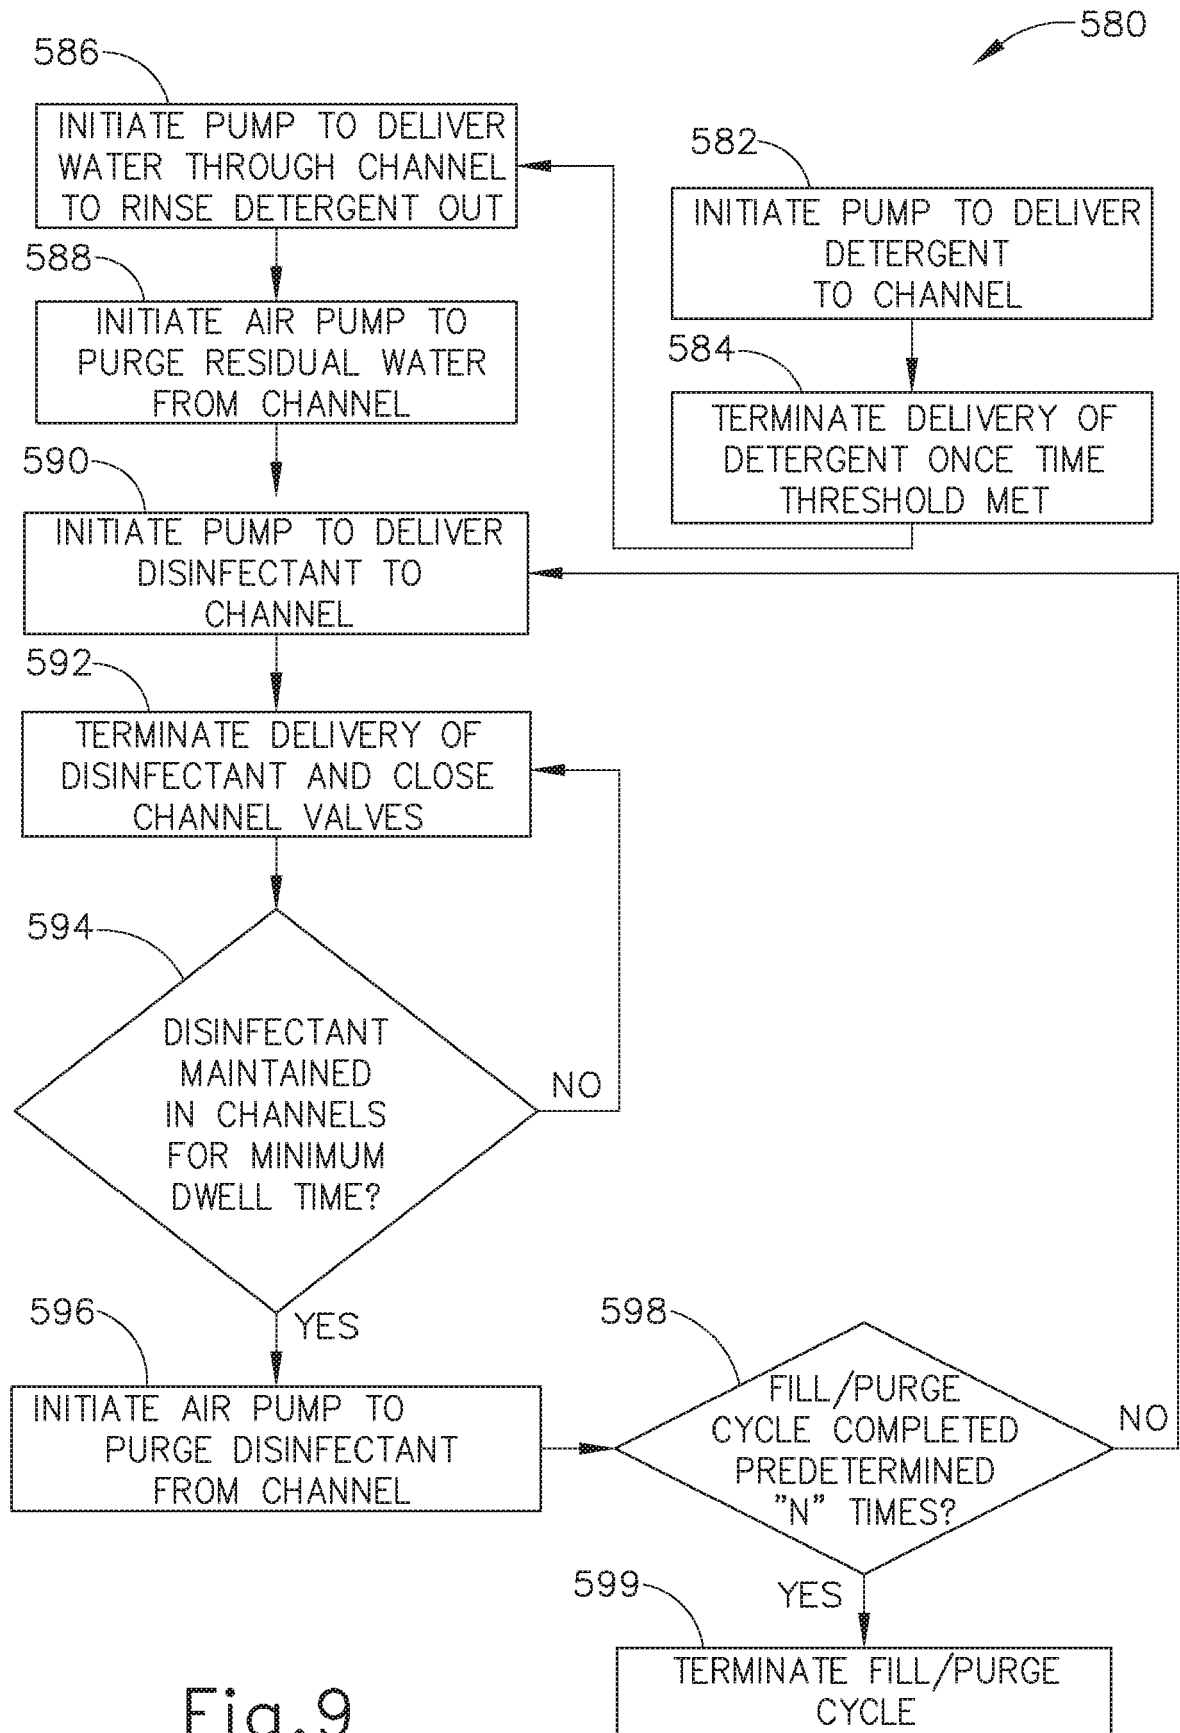 580
586
INITIATE PUMP TO DELIVER
WATER THROUGH CHANNEL
TO RINSE DETERGENT OUT
582
INITIATE PUMP TO DELIVER
DETERGENT
TO CHANNEL
588
INITIATE AIR PUMP TO
PURGE RESIDUAL WATER
FROM CHANNEL
584
TERMINATE DELIVERY OF
DETERGENT ONCE TIME
THRESHOLD MET
590
INITIATE PUMP TO DELIVER
DISINFECTANT TO
CHANNEL
592
TERMINATE DELIVERY OF
DISINFECTANT AND CLOSE
CHANNEL VALVES
594
DISINFECTANT
MAINTAINED
IN CHANNELS
FOR MINIMUM
DWELL TIME?
NO
YES
596
INITIATE AIR PUMP TO
PURGE DISINFECTANT
FROM CHANNEL
598
FILL/PURGE
CYCLE COMPLETED
PREDETERMINED
"N" TIMES?
NO
YES
599
TERMINATE FILL/PURGE
CYCLE
Fig.9